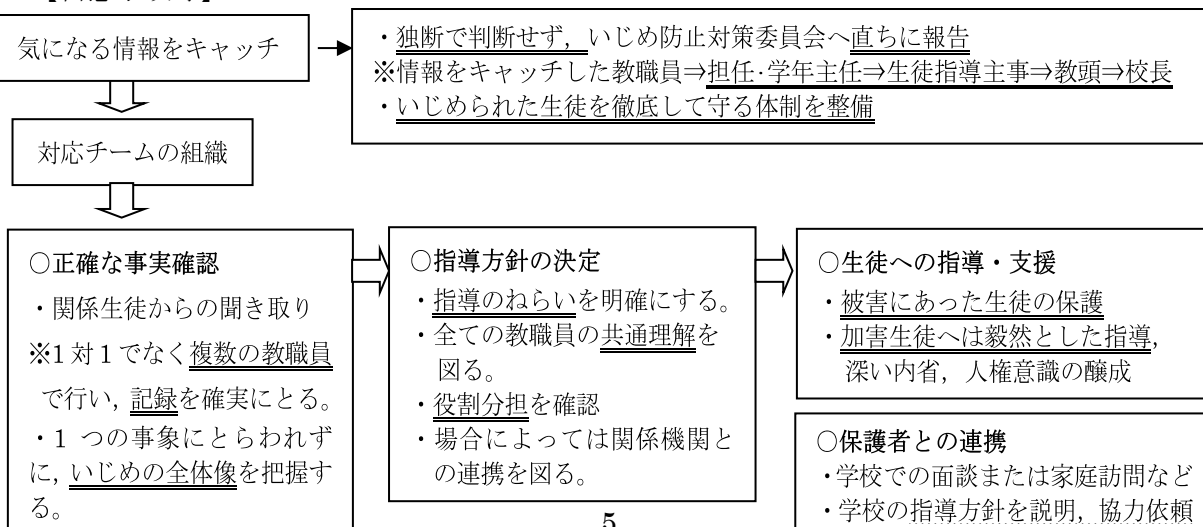 気になる情報をキャッチ
・独断で判断せず，いじめ防止対策委員会へ直ちに報告
※情報をキャッチした教職員⇒担任·学年主任⇒生徒指導主事⇒教頭⇒校長
・いじめられた生徒を徹底して守る体制を整備
対応チームの組織
○正確な事実確認
・関係生徒からの聞き取り
※1対1でなく複数の教職員
で行い，記録を確実にとる。
・1つの事象にとらわれず
に，いじめの全体像を把握す
る。
○指導方針の決定
・指導のねらいを明確にする。
・全ての教職員の共通理解を
図る。
・役割分担を確認
・場合によっては関係機関と
の連携を図る。
○生徒への指導・支援
・被害にあった生徒の保護
・加害生徒へは毅然とした指導，
深い内省，人権意識の醸成
○保護者との連携
・学校での面談または家庭訪問など
・学校の指導方針を説明，協力依頼
5